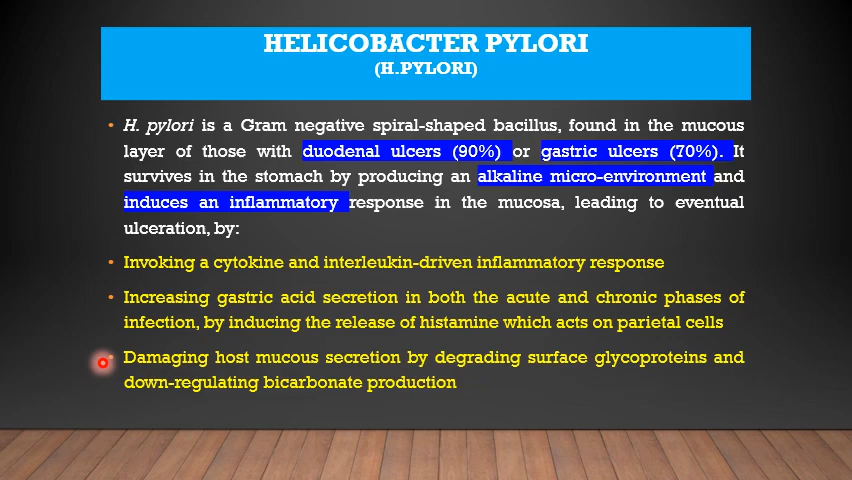 HELICOBACTER PYLORI
(H.PYLORI)
• H. pylori is a Gram negative spiral-shaped bacillus, found in the mucous
layer of those with duodenal ulcers (90%) or gastric ulcers (70%). It
survives in the stomach by producing an alkaline micro-environment and
induces an inflammatory response in the mucosa, leading to eventual
ulceration, by:
• Invoking a cytokine and interleukin-driven inflammatory response
• Increasing gastric acid secretion in both the acute and chronic phases of
infection, by inducing the release of histamine which acts on parietal cells
• Damaging host mucous secretion by degrading surface glycoproteins and
down-regulating bicarbonate production